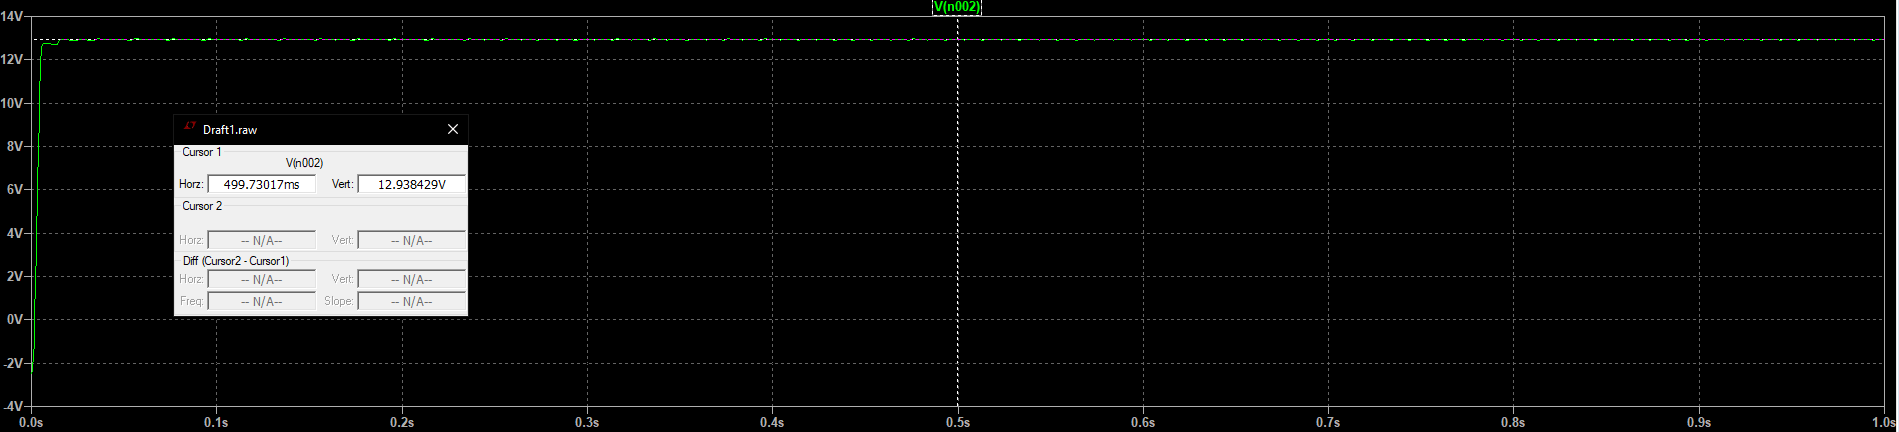 V(n002)
14V
12V
10V
8V
6V
4V
2V
0V
-2V
-4V
Draft1.raw
Cursor 1
V(n002)
Horz: 499.73017ms Vert: 12.938429V
Cursor 2
Horz: -- N/A-- Vert: -- N/A--
Diff (Cursor2 - Cursor1)
Horz: -- N/A-- Vert: -- N/A--
Freq: -- N/A-- Slope: -- N/A--
0.0s 0.1s 0.2s 0.3s 0.4s 0.5s 0.6s 0.7s 0.8s 0.9s 1.0s